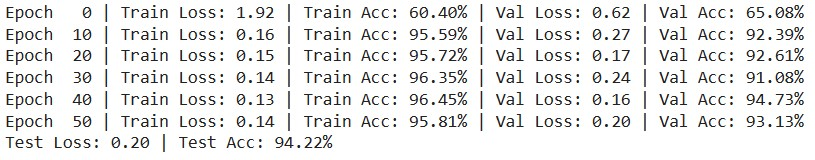 Epoch   0 | Train Loss: 1.92 | Train Acc: 60.40% | Val Loss: 0.62 | Val Acc: 65.08%
Epoch  10 | Train Loss: 0.16 | Train Acc: 95.59% | Val Loss: 0.27 | Val Acc: 92.39%
Epoch  20 | Train Loss: 0.15 | Train Acc: 95.72% | Val Loss: 0.17 | Val Acc: 92.61%
Epoch  30 | Train Loss: 0.14 | Train Acc: 96.35% | Val Loss: 0.24 | Val Acc: 91.08%
Epoch  40 | Train Loss: 0.13 | Train Acc: 96.45% | Val Loss: 0.16 | Val Acc: 94.73%
Epoch  50 | Train Loss: 0.14 | Train Acc: 95.81% | Val Loss: 0.20 | Val Acc: 93.13%
Test Loss: 0.20 | Test Acc: 94.22%